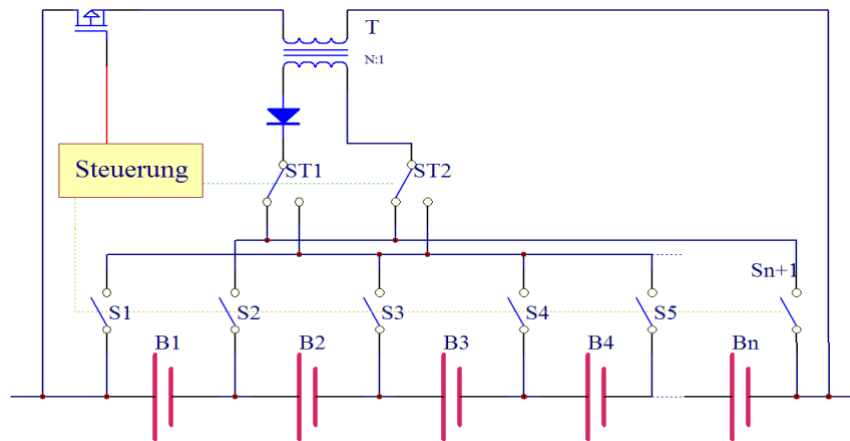 T
N:1
Steuerung
ST1
ST2
Sn+1
S1
S2
S3
S4
S5
B1
B2
B3
B4
Bn